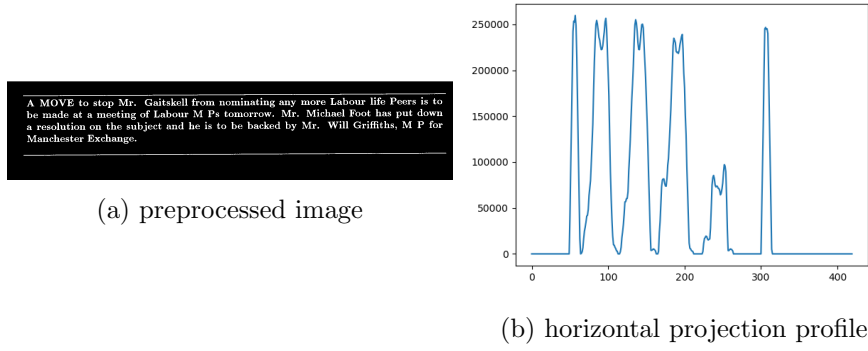 A MOVE to stop Mr. Gaitskell from nominating any more Labour life Peers is to
be made at a meeting of Labour M Ps tomorrow. Mr. Michael Foot has put down
a resolution on the subject and he is to be backed by Mr. Will Griffiths, M P for
Manchester Exchange.
(a) preprocessed image
250000
200000
150000
100000
50000
0
0 100 200 300 400
(b) horizontal projection profile